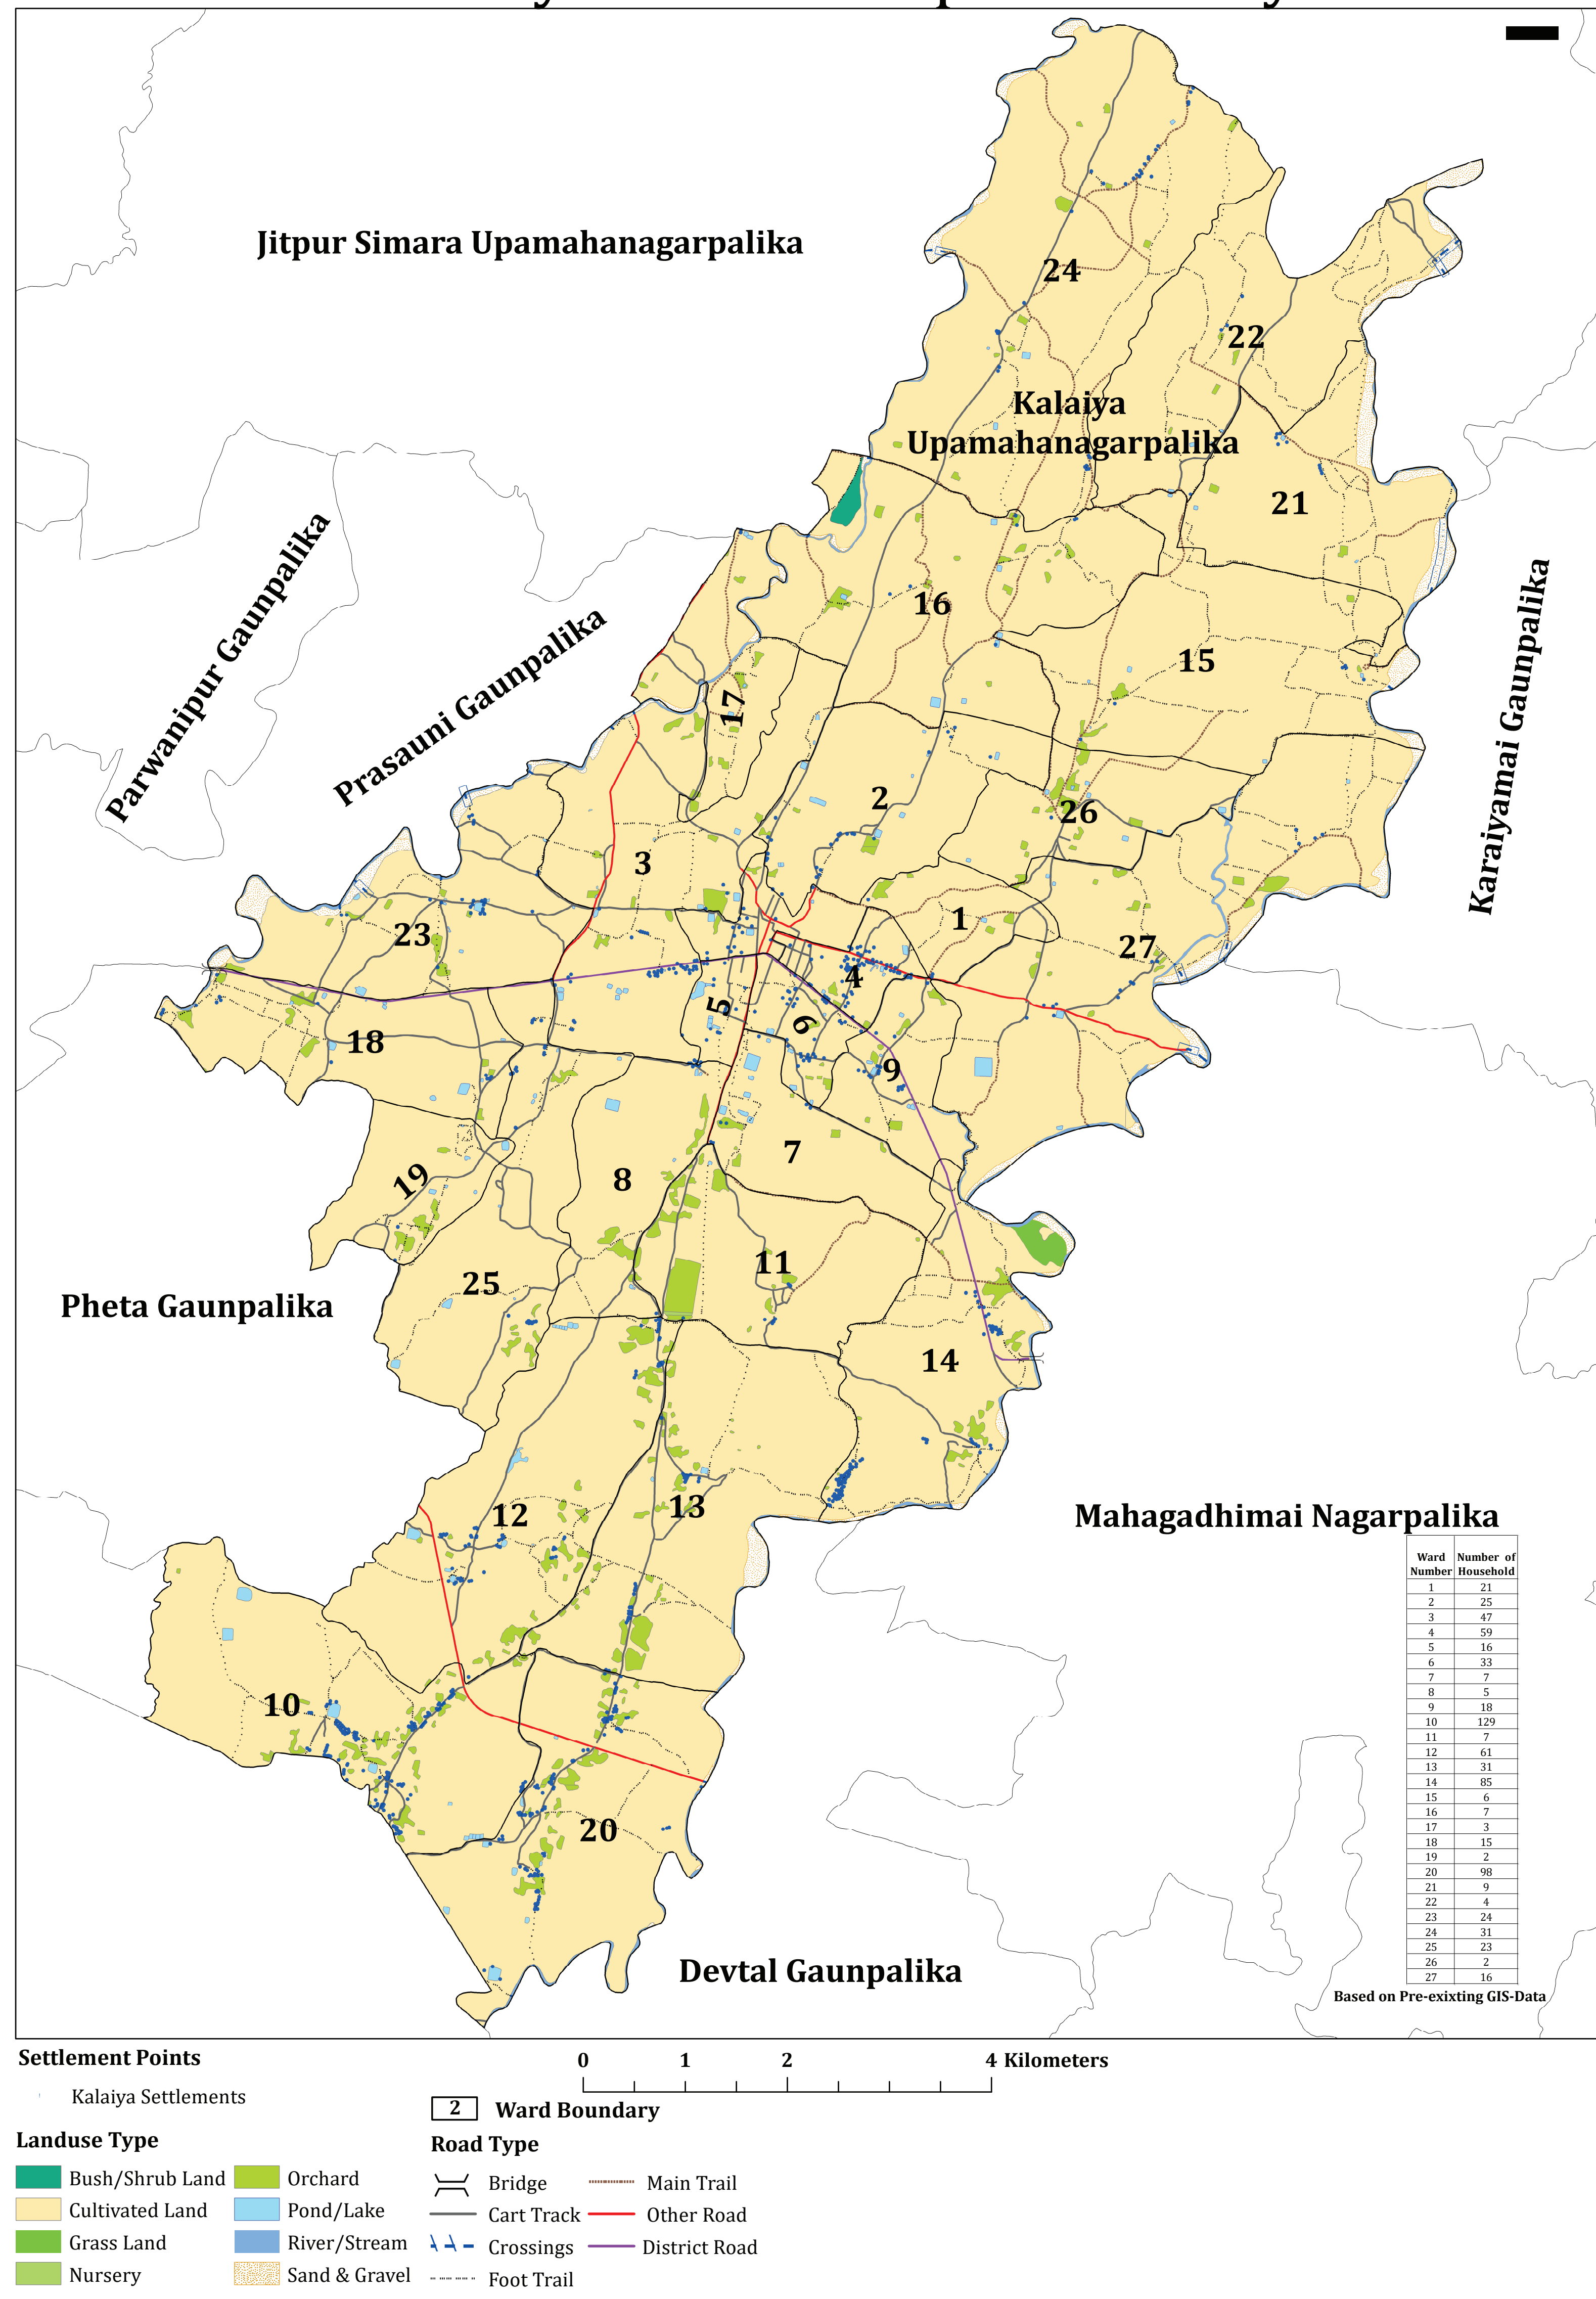 Jitpur Simara Upamahanagarpalika
24
22
Kalaiya
Upamahanagarpalika
21
Parwanipur Gaunpalika
Prasauni Gaunpalika
Karaiyamai Gaunpalika
16
15
17
2
26
3
1
23
27
4
5
6
18
9
7
8
19
11
25
Pheta Gaunpalika
14
13
12
Mahagadhimai Nagarpalika
10
20
Devtal Gaunpalika
Ward Number Number of Household
1 21
2 25
3 47
4 59
5 16
6 33
7 7
8 5
9 18
10 129
11 7
12 61
13 31
14 85
15 6
16 7
17 3
18 15
19 2
20 98
21 9
22 4
23 24
24 31
25 23
26 2
27 16
Based on Pre-exixting GIS-Data
Settlement Points
Kalaiya Settlements
0 1 2 4 Kilometers
2 Ward Boundary
Landuse Type
Bush/Shrub Land
Cultivated Land
Grass Land
Nursery
Orchard
Pond/Lake
River/Stream
Sand & Gravel
Road Type
Bridge
Cart Track
Crossings
Foot Trail
Main Trail
Other Road
District Road